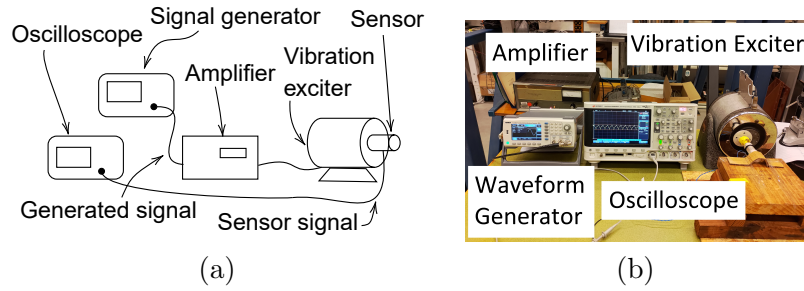 Signal generator
Sensor
Oscilloscope
Amplifier
Vibration
exciter
Generated signal
Sensor signal
(a)
Amplifier
Vibration Exciter
Waveform
Generator
Oscilloscope
(b)